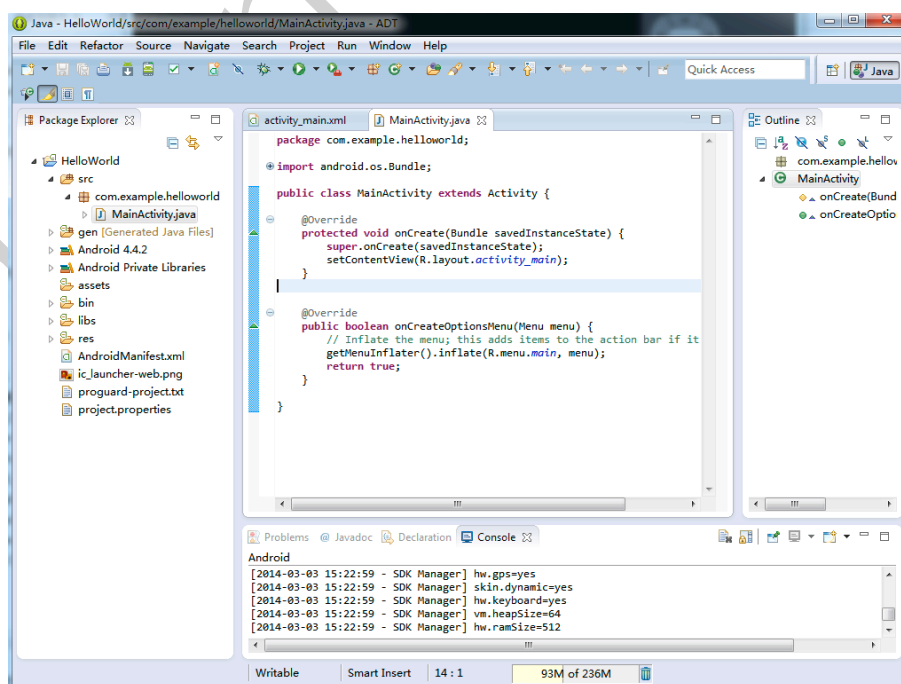 Java - HelloWorld/src/com/example/helloworld/MainActivity.java - ADT
File Edit Refactor Source Navigate Search Project Run Window Help
Quick Access
Java
Package Explorer
HelloWorld
src
com.example.helloworld
MainActivity.java
gen [Generated Java Files]
Android 4.4.2
Android Private Libraries
assets
bin
libs
res
AndroidManifest.xml
ic_launcher-web.png
proguard-project.txt
project.properties
activity_main.xml MainActivity.java
package com.example.helloworld;
import android.os.Bundle;
public class MainActivity extends Activity {
@Override
protected void onCreate(Bundle savedInstanceState) {
super.onCreate(savedInstanceState);
setContentView(R.layout.activity_main);
}
@Override
public boolean onCreateOptionsMenu(Menu menu) {
// Inflate the menu; this adds items to the action bar if it
getMenuInflater().inflate(R.menu.main, menu);
return true;
}
}
Outline
com.example.hellov
MainActivity
onCreate(Bund
onCreateOptio
Problems @ Javadoc Declaration Console
Android
[2014-03-03 15:22:59 - SDK Manager] hw.gps=yes
[2014-03-03 15:22:59 - SDK Manager] skin.dynamic=yes
[2014-03-03 15:22:59 - SDK Manager] hw.keyboard=yes
[2014-03-03 15:22:59 - SDK Manager] vm.heapSize=64
[2014-03-03 15:22:59 - SDK Manager] hw.ramSize=512
Writable Smart Insert 14 : 1 93M of 236M